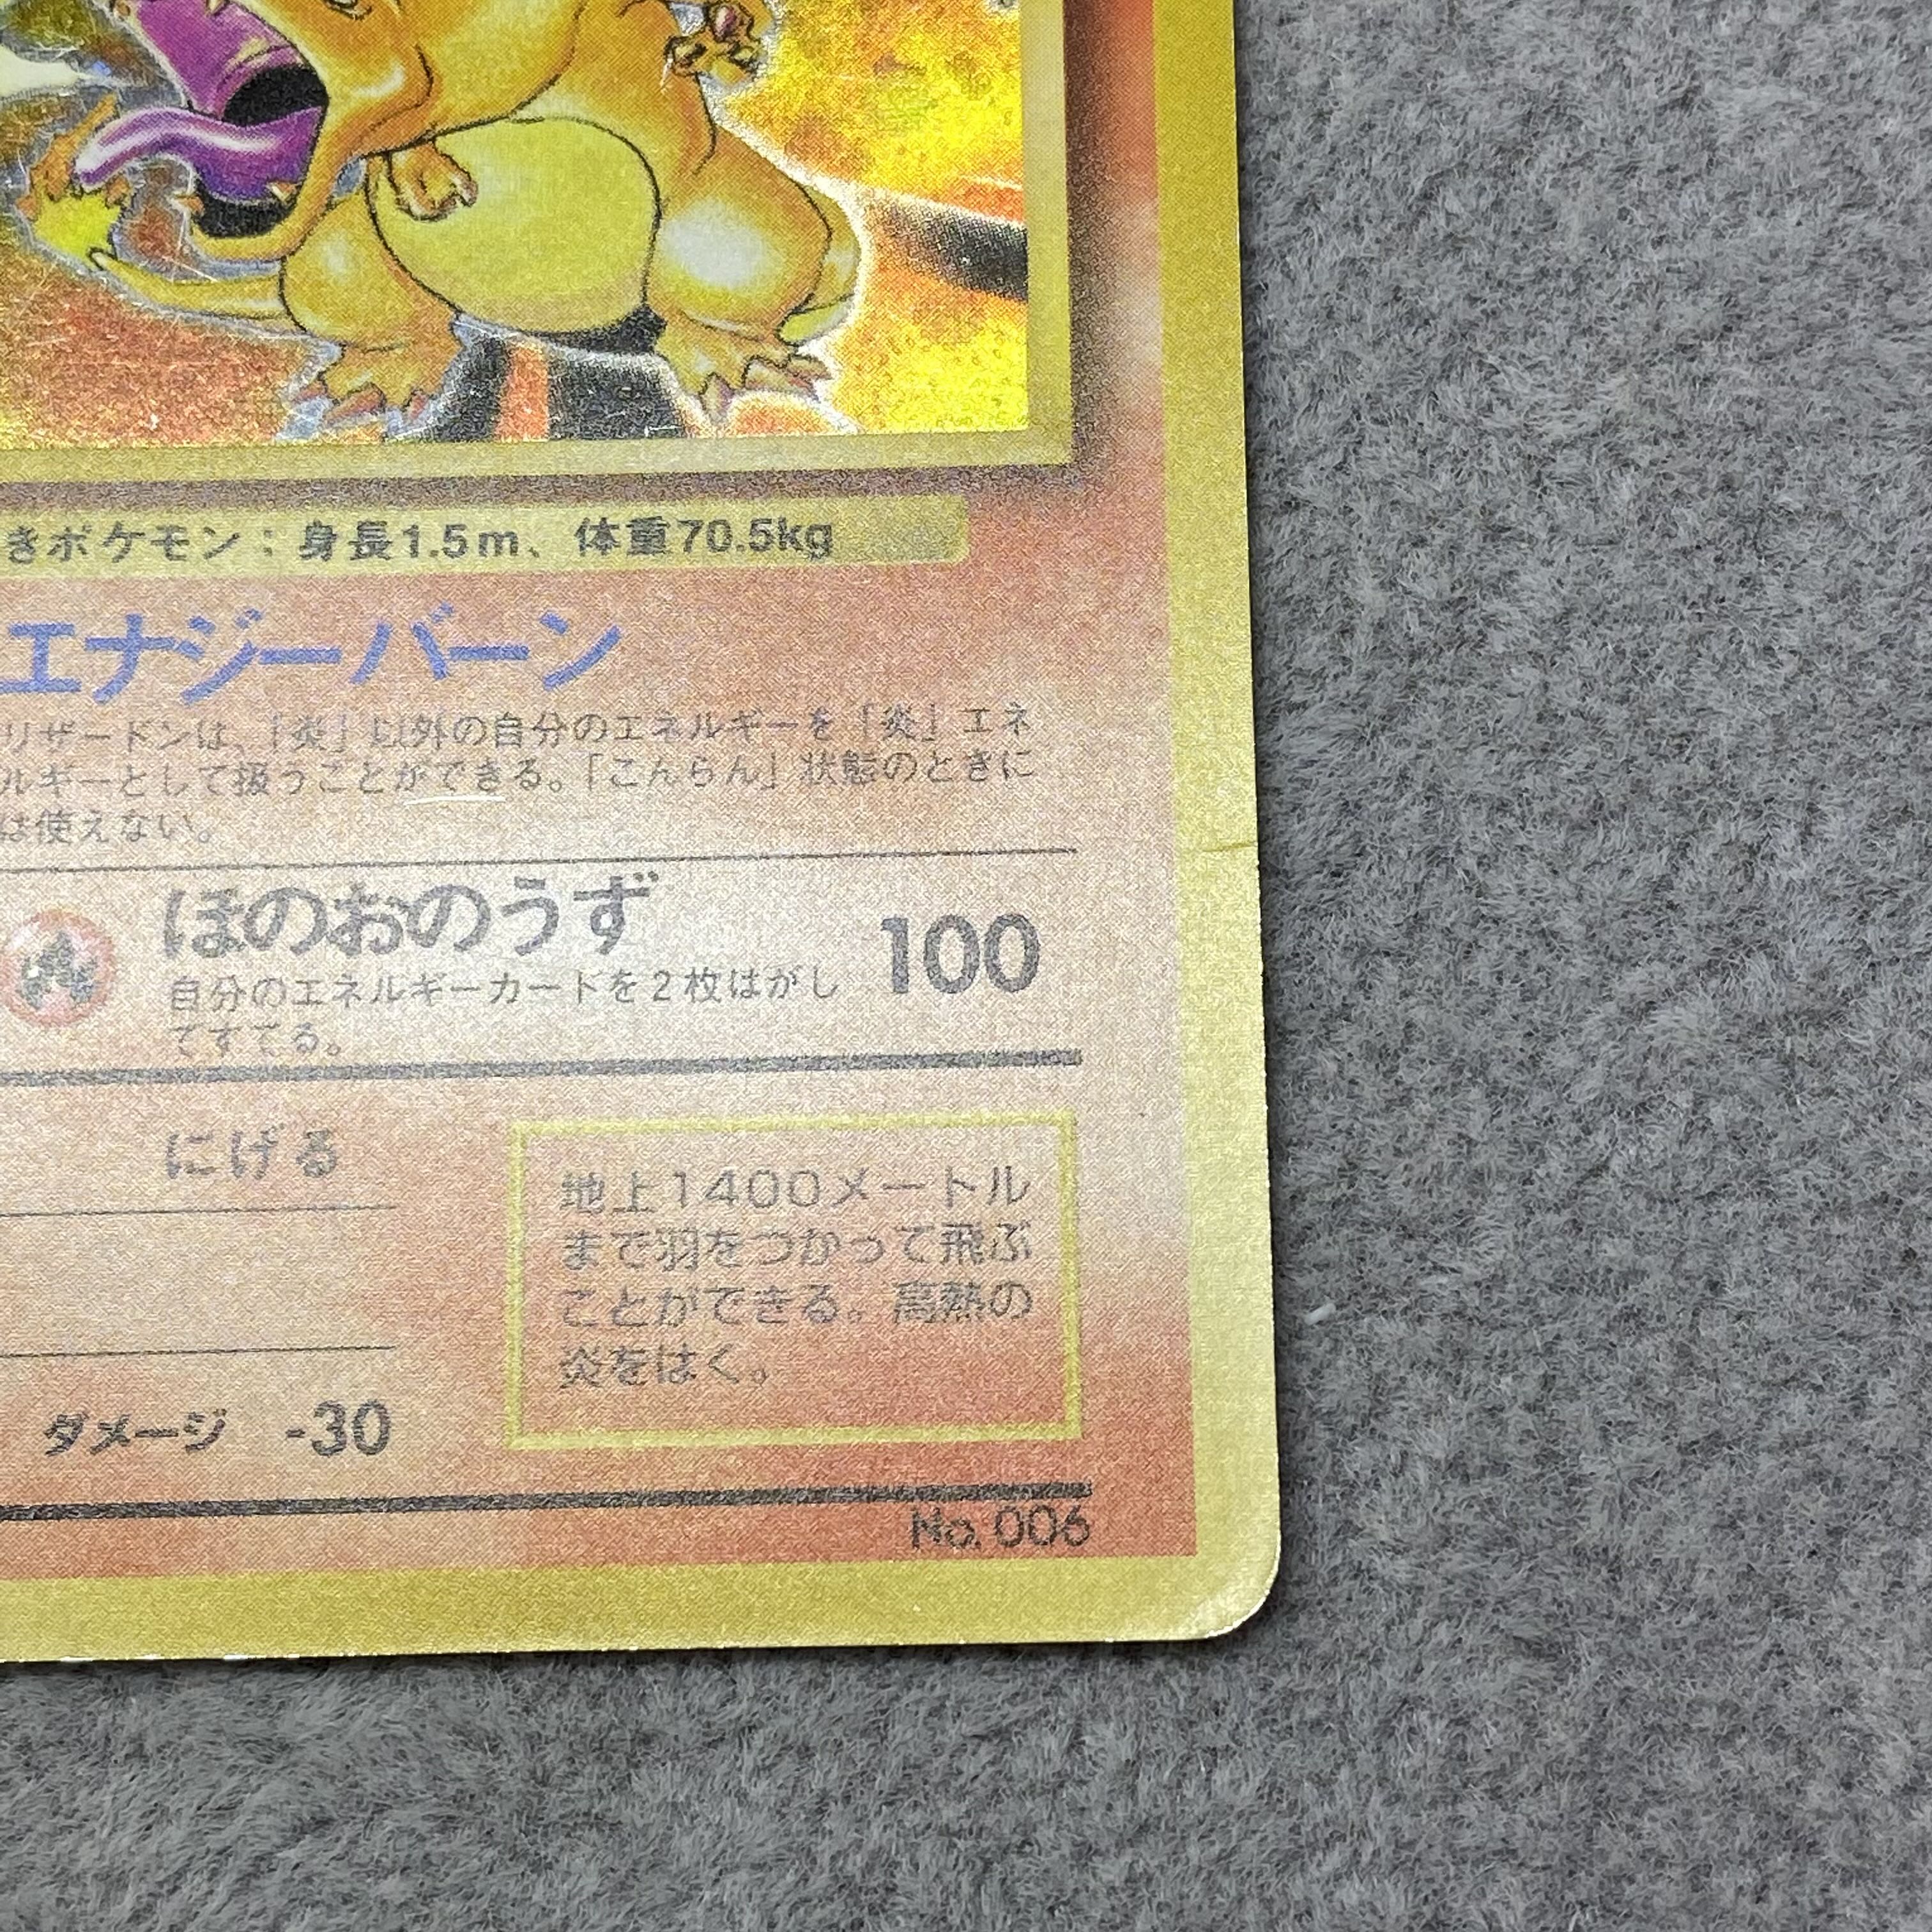 きポケモン：身長1.5m、体重70.5kg
エナジーバーン
リザードンは、「炎」以外の自分のエネルギーを「炎」エネ
ルギーとして扱うことができる。「こんらん」状態のときに
は使えない。
ほのおのうず
100
自分のエネルギーカードを2枚はがし
てすてる。
にげる
地上1400メートル
まで羽をつかって飛ぶ
ことができる。高熱の
炎をはく。
ダメージ -30
No.006